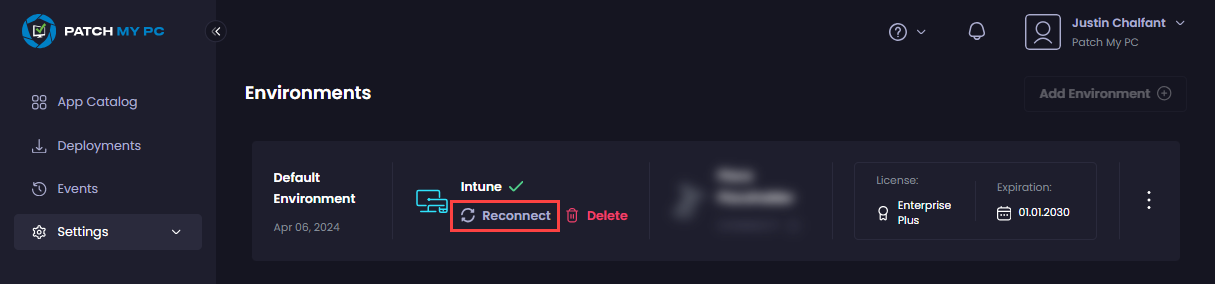 PATCH MY PC
Justin Chalfant
Patch My PC
App Catalog
Deployments
Events
Settings
Environments
Add Environment
Default
Environment
Apr 06, 2024
Intune
Reconnect
Delete
License:
Enterprise
Plus
Expiration:
01.01.2030